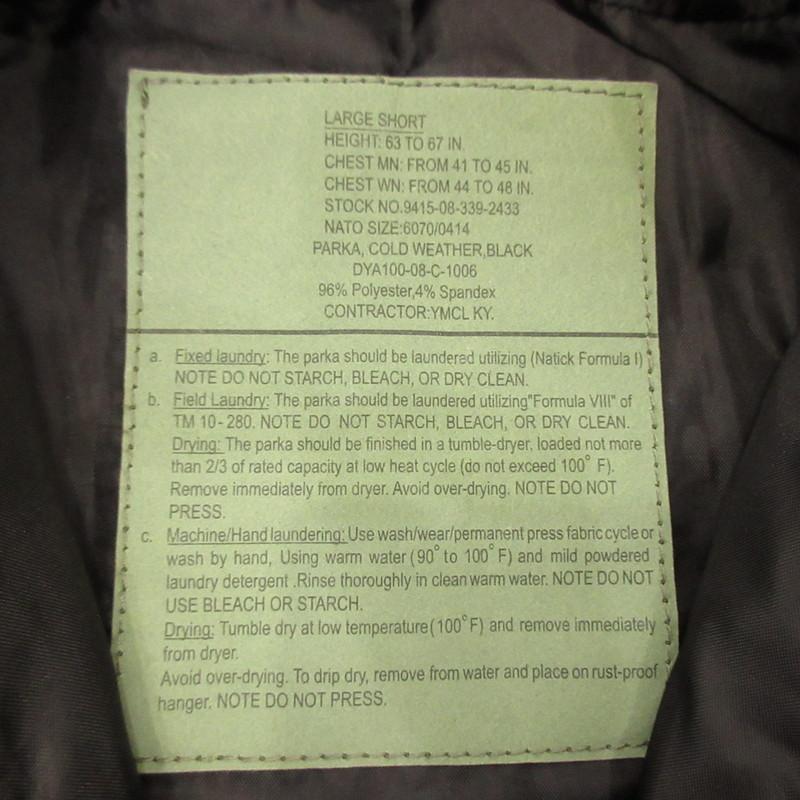 LARGE SHORT
HEIGHT: 63 TO 67 IN.
CHEST MN: FROM 41 TO 45 IN.
CHEST WN: FROM 44 TO 48 IN.
STOCK NO.9415-08-339-2433
NATO SIZE:6070/0414
PARKA, COLD WEATHER,BLACK
DYA100-08-C-1006
96% Polyester,4% Spandex
CONTRACTOR:YMCL KY.
a. Fixed laundry: The parka should be laundered utilizing (Natick Formula I)
NOTE DO NOT STARCH, BLEACH, OR DRY CLEAN.
b. Field Laundry: The parka should be laundered utilizing"Formula VIII" of
TM 10-280. NOTE DO NOT STARCH, BLEACH, OR DRY CLEAN.
Drying: The parka should be finished in a tumble-dryer, loaded not more
than 2/3 of rated capacity at low heat cycle (do not exceed 100° F).
Remove immediately from dryer. Avoid over-drying. NOTE DO NOT
PRESS.
c. Machine/Hand laundering: Use wash/wear/permanent press fabric cycle or
wash by hand, Using warm water (90° to 100° F) and mild powdered
laundry detergent .Rinse thoroughly in clean warm water. NOTE DO NOT
USE BLEACH OR STARCH.
Drying: Tumble dry at low temperature(100°F) and remove immediately
from dryer.
Avoid over-drying. To drip dry, remove from water and place on rust-proof
hanger. NOTE DO NOT PRESS.